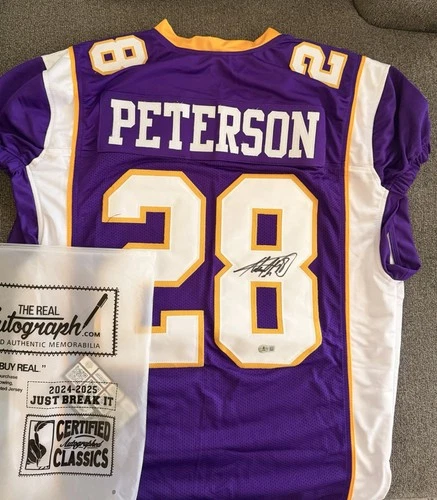 28
28
PETERSON
28
THE REAL
Autograph!.COM
D AUTHENTIC MEMORABILIA
BUY REAL "
2024-2025
JUST BREAK IT
CERTIFIED
Autographed
CLASSICS